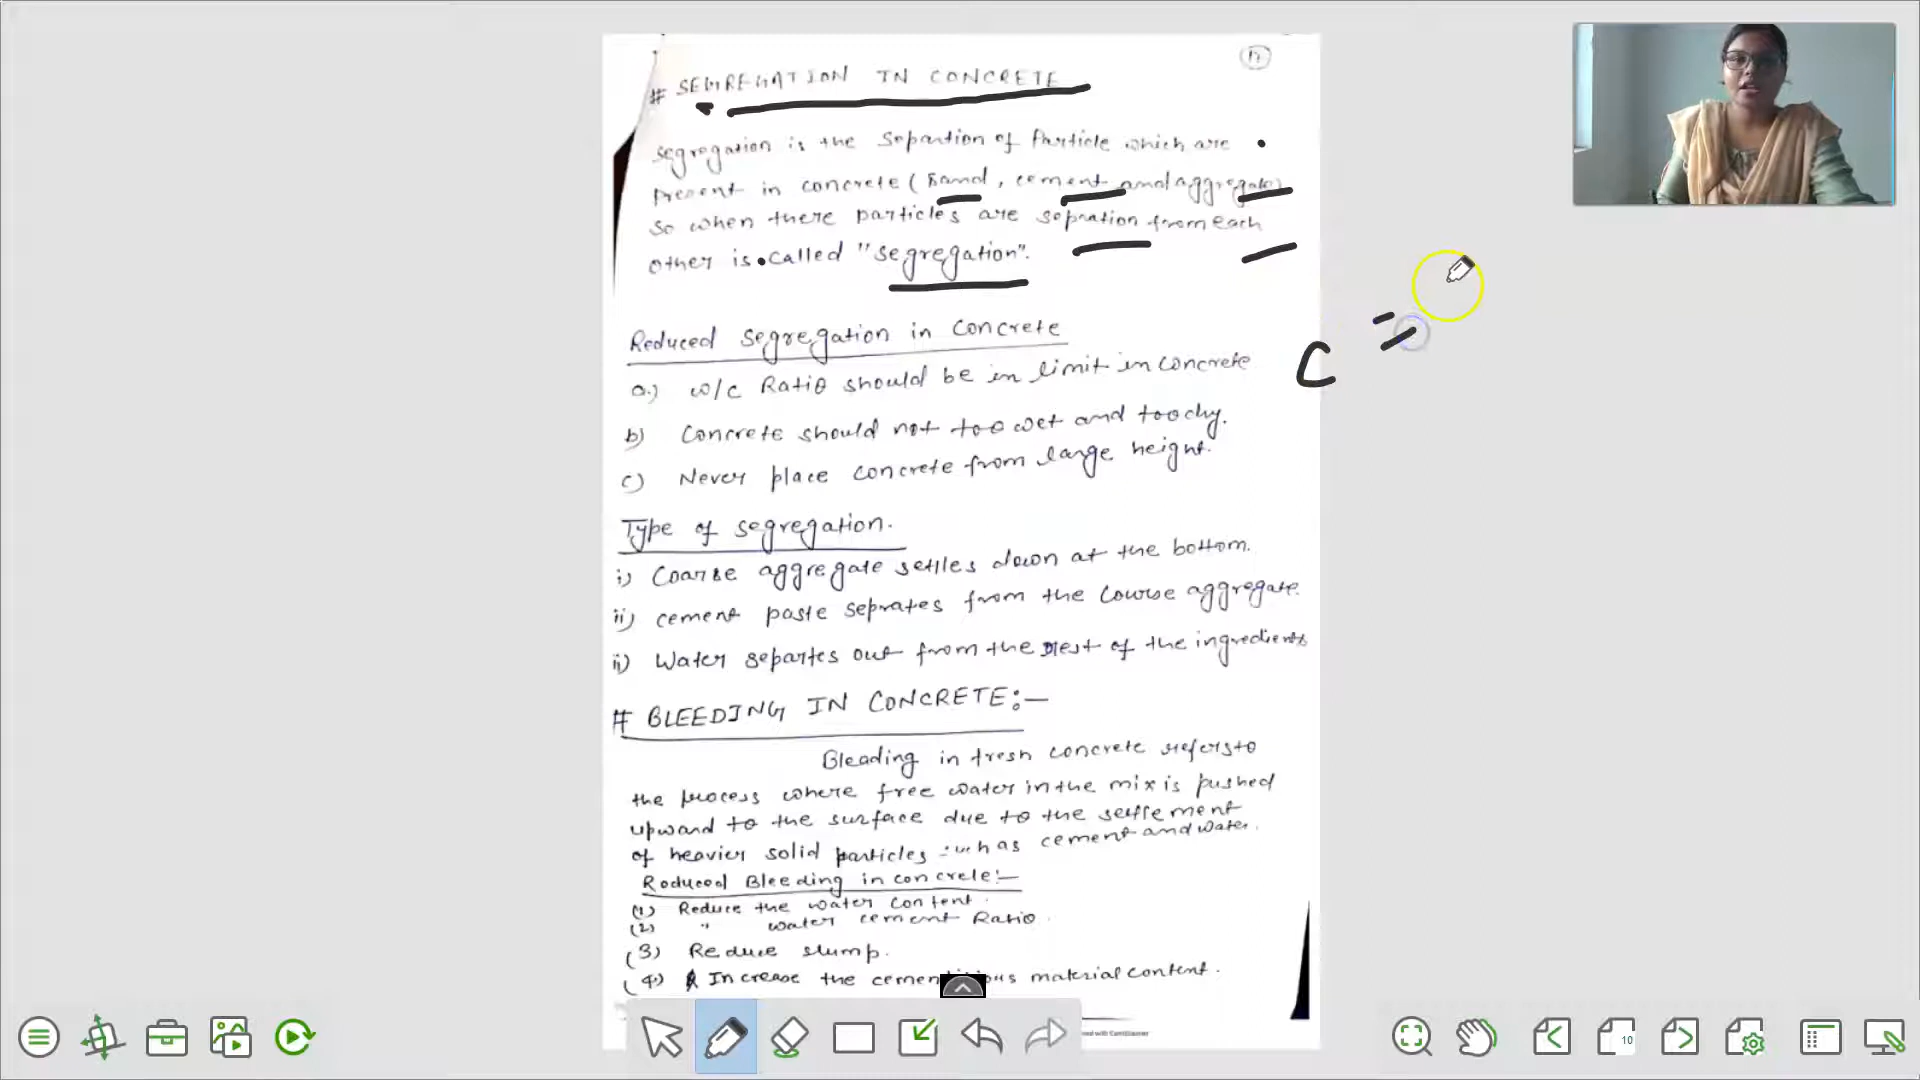 17
# SEGREGATION IN CONCRETE
Segregation is the Separtion of Particle which are
Present in concrete (Sand, cement and aggregate)
so when there particles are sepration from each
other is called "segregation".
Reduced Segregation in Concrete
a.) w/c Ratio should be in limit in concrete
b) Concrete should not too wet and too dry.
c) Never place concrete from large height.
C =
Type of segregation.
i) Coarse aggregate settles down at the bottom.
ii) cement paste seprates from the Course aggregate.
ii) Water separtes out from the rest of the ingredients
# BLEEDING IN CONCRETE:-
Bleading in fresh concrete refers to
the process where free water in the mix is pushed
upward to the surface due to the settlement
of heavier solid particles such as cement and water.
Reduced Bleeding in concrete:-
(1) Reduce the water content.
(2) " water cement Ratio.
(3) Reduce slump.
(4) Increase the cementitious material content.
10